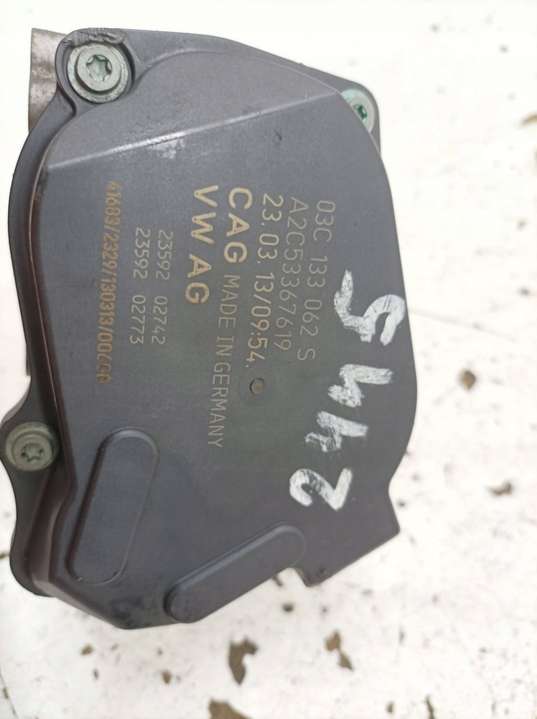 03C 133 062 S
A2C53367619
23.03.13/09:54.
CAG MADE IN GERMANY
VW AG
23592 02742
23592 02773
2445